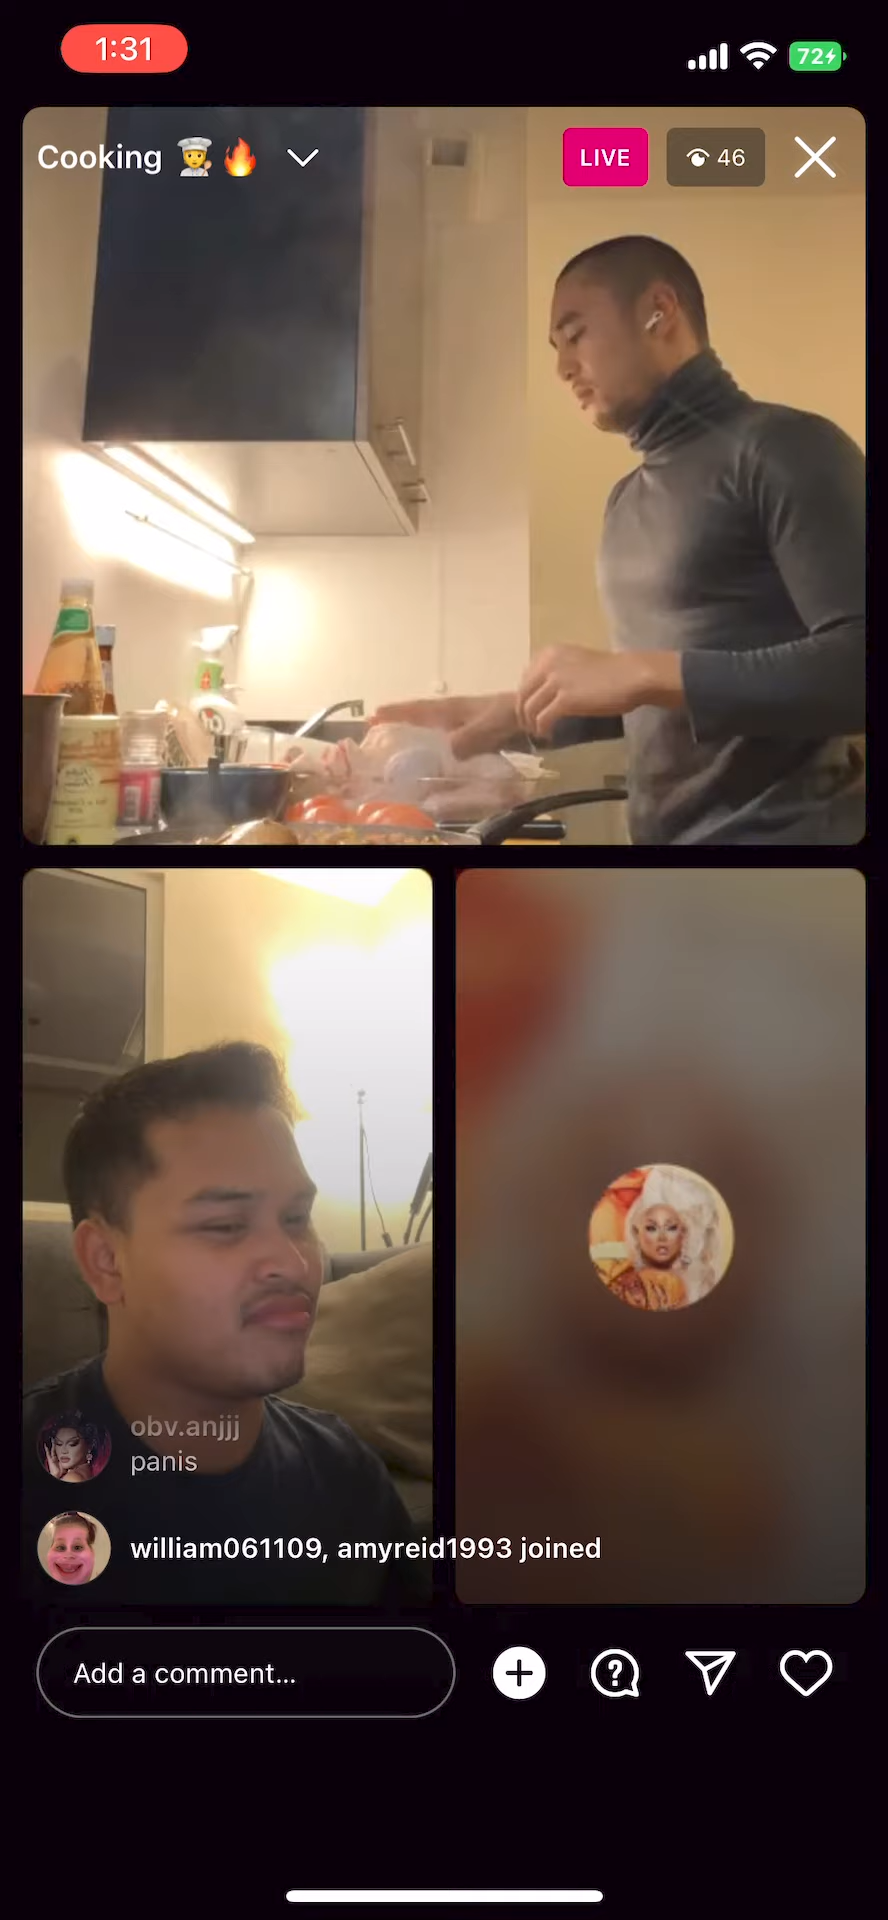 1:31
72
Cooking 👨‍🍳🔥
LIVE
46
obv.anjjj
panis
william061109, amyreid1993 joined
Add a comment...